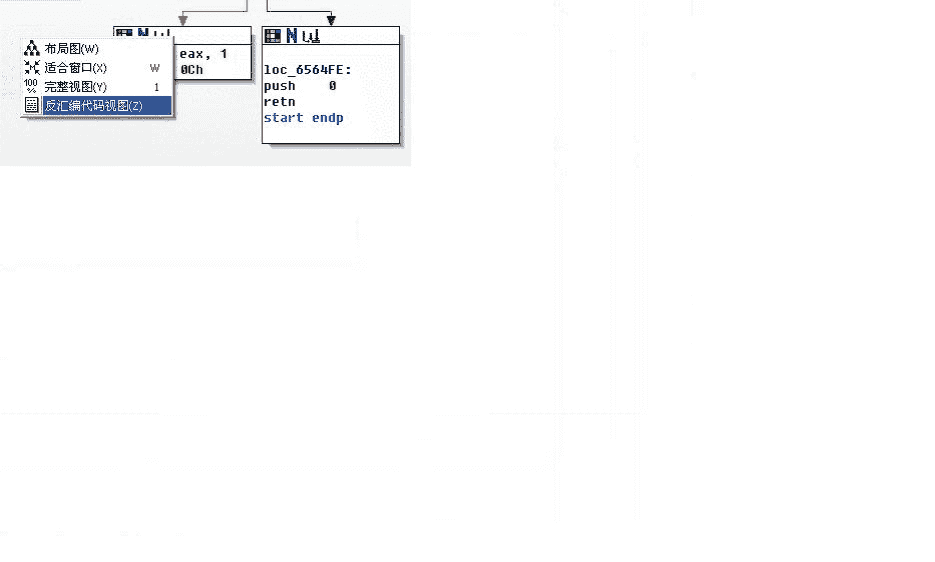 布局图(W)
适合窗口(X) W
完整视图(Y) 1
反汇编代码视图(Z)
100
%
eax, 1
0Ch
loc_6564FE:
push 0
retn
start endp